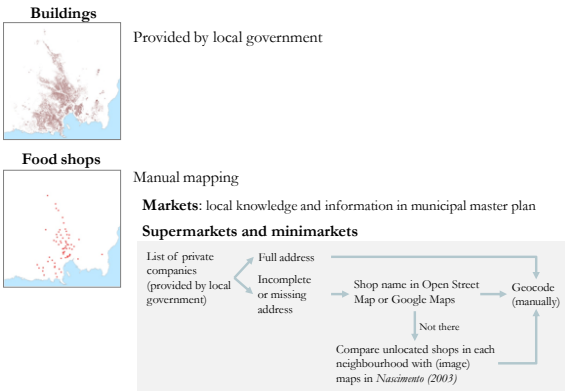 Buildings
Provided by local government
Food shops
Manual mapping
Markets: local knowledge and information in municipal master plan
Supermarkets and minimarkets
List of private
companies
(provided by local
government)
Full address
Incomplete
or missing
address
Shop name in Open Street
Map or Google Maps
Geocode
(manually)
Not there
Compare unlocated shops in each
neighbourhood with (image)
maps in Nascimento (2003)